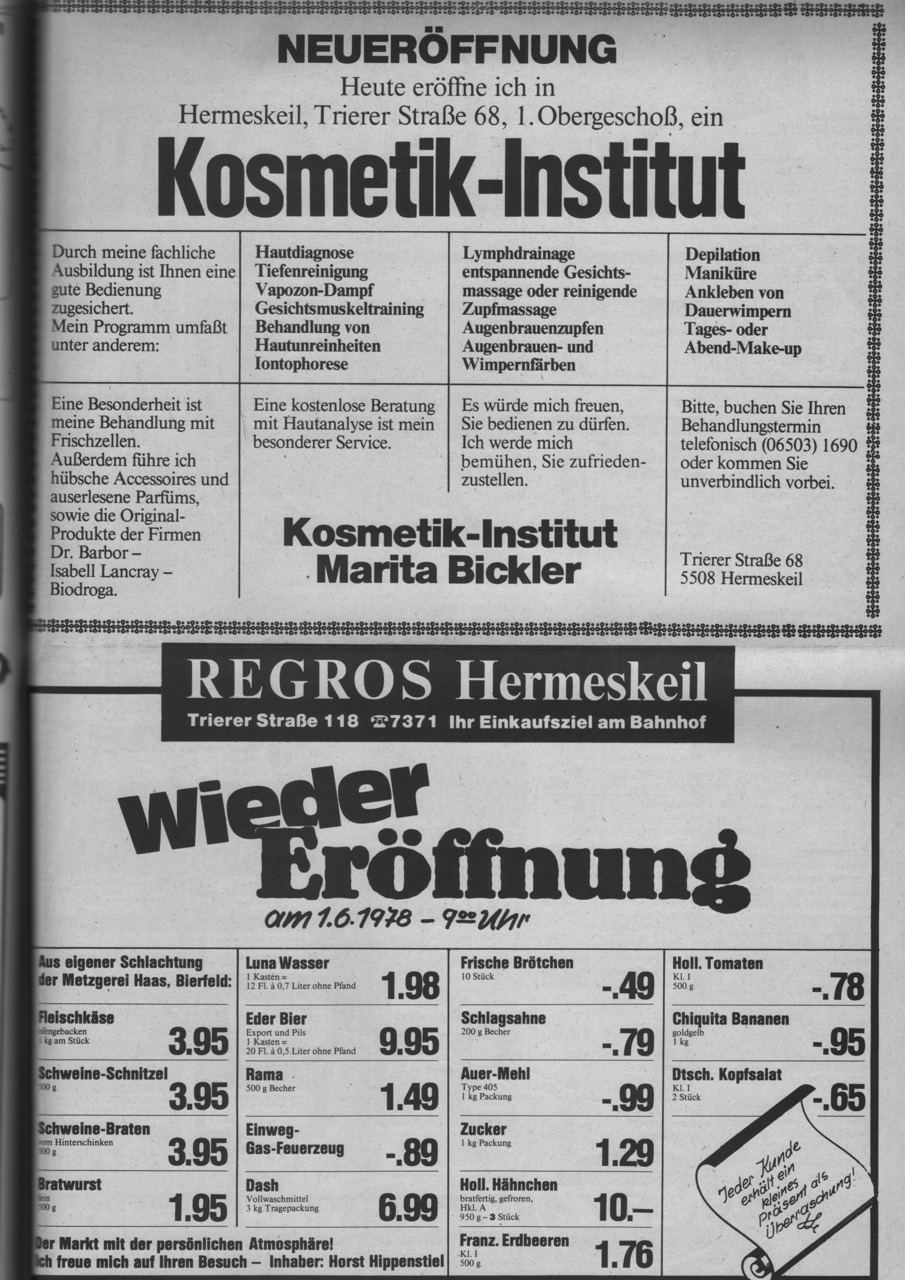 NEUERÖFFNUNG
Heute eröffne ich in
Hermeskeil, Trierer Straße 68, 1. Obergeschoß, ein
Kosmetik-Institut
Durch meine fachliche
Ausbildung ist Ihnen eine
gute Bedienung
zugesichert.
Mein Programm umfaßt
unter anderem:
Hautdiagnose
Tiefenreinigung
Vapozon-Dampf
Gesichtsmuskeltraining
Behandlung von
Hautunreinheiten
Iontophorese
Lymphdrainage
entspannende Gesichts-
massage oder reinigende
Zupfmassage
Augenbrauenzupfen
Augenbrauen- und
Wimpernfärben
Depilation
Maniküre
Ankleben von
Dauerwimpern
Tages- oder
Abend-Make-up
Eine Besonderheit ist
meine Behandlung mit
Frischzellen.
Außerdem führe ich
hübsche Accessoires und
auserlesene Parfüms,
sowie die Original-
Produkte der Firmen
Dr. Barbor –
Isabell Lancray –
Biodroga.
Eine kostenlose Beratung
mit Hautanalyse ist mein
besonderer Service.
Es würde mich freuen,
Sie bedienen zu dürfen.
Ich werde mich
bemühen, Sie zufrieden-
zustellen.
Bitte, buchen Sie Ihren
Behandlungstermin
telefonisch (06503) 1690
oder kommen Sie
unverbindlich vorbei.
Kosmetik-Institut
Marita Bickler
Trierer Straße 68
5508 Hermeskeil
REGROS Hermeskeil
Trierer Straße 118 ☎7371 Ihr Einkaufsziel am Bahnhof
Wieder
Eröffnung
am 1.6.1978 – 9⁰⁰ Uhr
Aus eigener Schlachtung
der Metzgerei Haas, Bierfeld:
Fleischkäse
ofengebacken
kg am Stück
3.95
Schweine-Schnitzel
500 g
3.95
Schweine-Braten
vom Hinterschinken
500 g
3.95
Bratwurst
fein
500 g
1.95
Luna Wasser
1 Kasten =
12 Fl. à 0,7 Liter ohne Pfand
1.98
Eder Bier
Export und Pils
1 Kasten =
20 Fl. à 0,5 Liter ohne Pfand
9.95
Rama
500 g Becher
1.49
Einweg-
Gas-Feuerzeug
-.89
Dash
Vollwaschmittel
3 kg Tragepackung
6.99
Frische Brötchen
10 Stück
-.49
Schlagsahne
200 g Becher
-.79
Auer-Mehl
Type 405
1 kg Packung
-.99
Zucker
1 kg Packung
1.29
Holl. Hähnchen
bratfertig, gefroren,
Hkl. A
950 g – 3 Stück
10.–
Franz. Erdbeeren
Kl. I
500 g
1.76
Holl. Tomaten
Kl. I
500 g
-.78
Chiquita Bananen
goldgelb
1 kg
-.95
Dtsch. Kopfsalat
Kl. I
2 Stück
-.65
Jeder Kunde
erhält ein
kleines
Präsent als
Überraschung!
Der Markt mit der persönlichen Atmosphäre!
Ich freue mich auf Ihren Besuch – Inhaber: Horst Hippenstiel